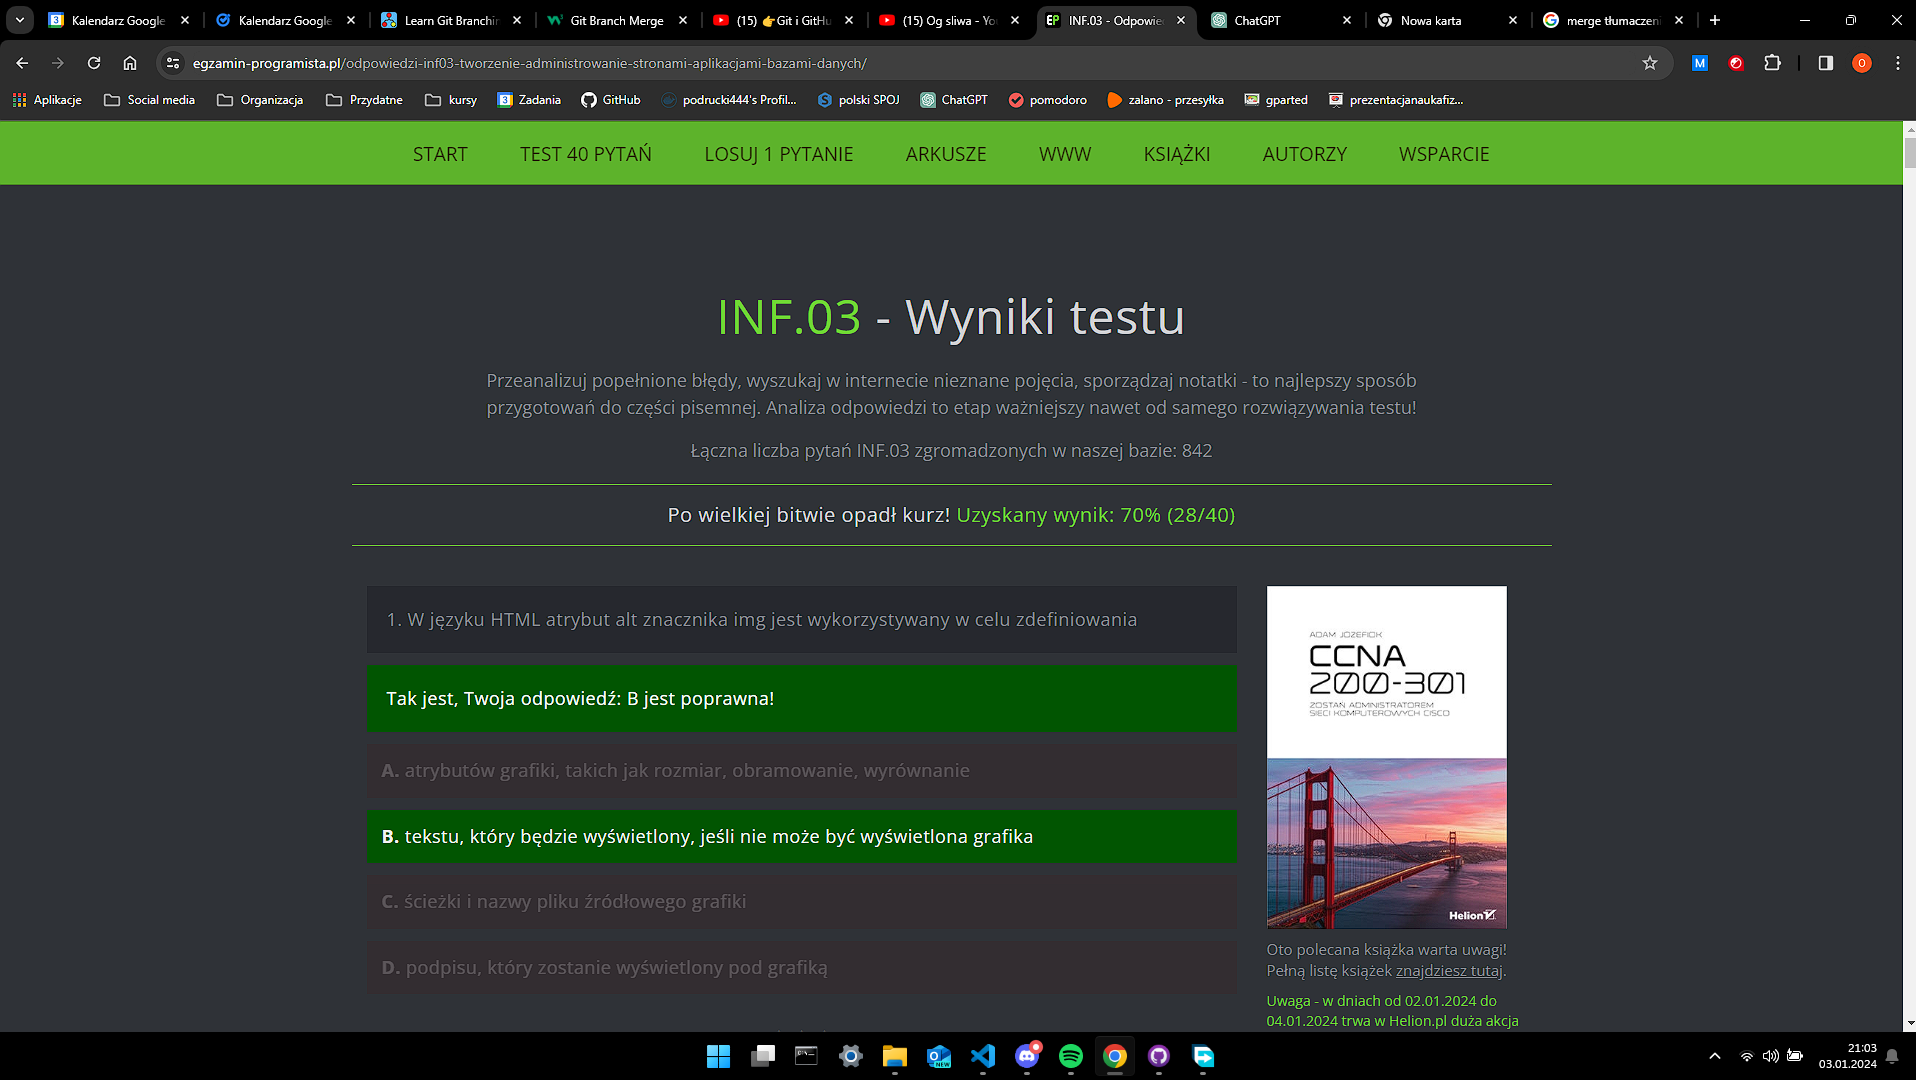 Kalendarz Google
Kalendarz Google
Learn Git Branchin
Git Branch Merge
(15) 👉Git i GitHu
(15) Og sliwa - Yo
INF.03 - Odpowied
ChatGPT
Nowa karta
merge tłumaczeni
egzamin-programista.pl/odpowiedzi-inf03-tworzenie-administrowanie-stronami-aplikacjami-bazami-danych/
Aplikacje
Social media
Organizacja
Przydatne
kursy
Zadania
GitHub
podrucki444's Profil...
polski SPOJ
ChatGPT
pomodoro
zalano - przesyłka
gparted
prezentacjanaukafiz...
START TEST 40 PYTAŃ LOSUJ 1 PYTANIE ARKUSZE WWW KSIĄŻKI AUTORZY WSPARCIE
INF.03 - Wyniki testu
Przeanalizuj popełnione błędy, wyszukaj w internecie nieznane pojęcia, sporządzaj notatki - to najlepszy sposób
przygotowań do części pisemnej. Analiza odpowiedzi to etap ważniejszy nawet od samego rozwiązywania testu!
Łączna liczba pytań INF.03 zgromadzonych w naszej bazie: 842
Po wielkiej bitwie opadł kurz! Uzyskany wynik: 70% (28/40)
1. W języku HTML atrybut alt znacznika img jest wykorzystywany w celu zdefiniowania
Tak jest, Twoja odpowiedź: B jest poprawna!
A. atrybutów grafiki, takich jak rozmiar, obramowanie, wyrównanie
B. tekstu, który będzie wyświetlony, jeśli nie może być wyświetlona grafika
C. ścieżki i nazwy pliku źródłowego grafiki
D. podpisu, który zostanie wyświetlony pod grafiką
ADAM JÓZEFIOK
CCNA
200-301
ZOSTAŃ ADMINISTRATOREM
SIECI KOMPUTEROWYCH CISCO
Helion
Oto polecana książka warta uwagi!
Pełną listę książek znajdziesz tutaj.
Uwaga - w dniach od 02.01.2024 do
04.01.2024 trwa w Helion.pl duża akcja
21:03
03.01.2024